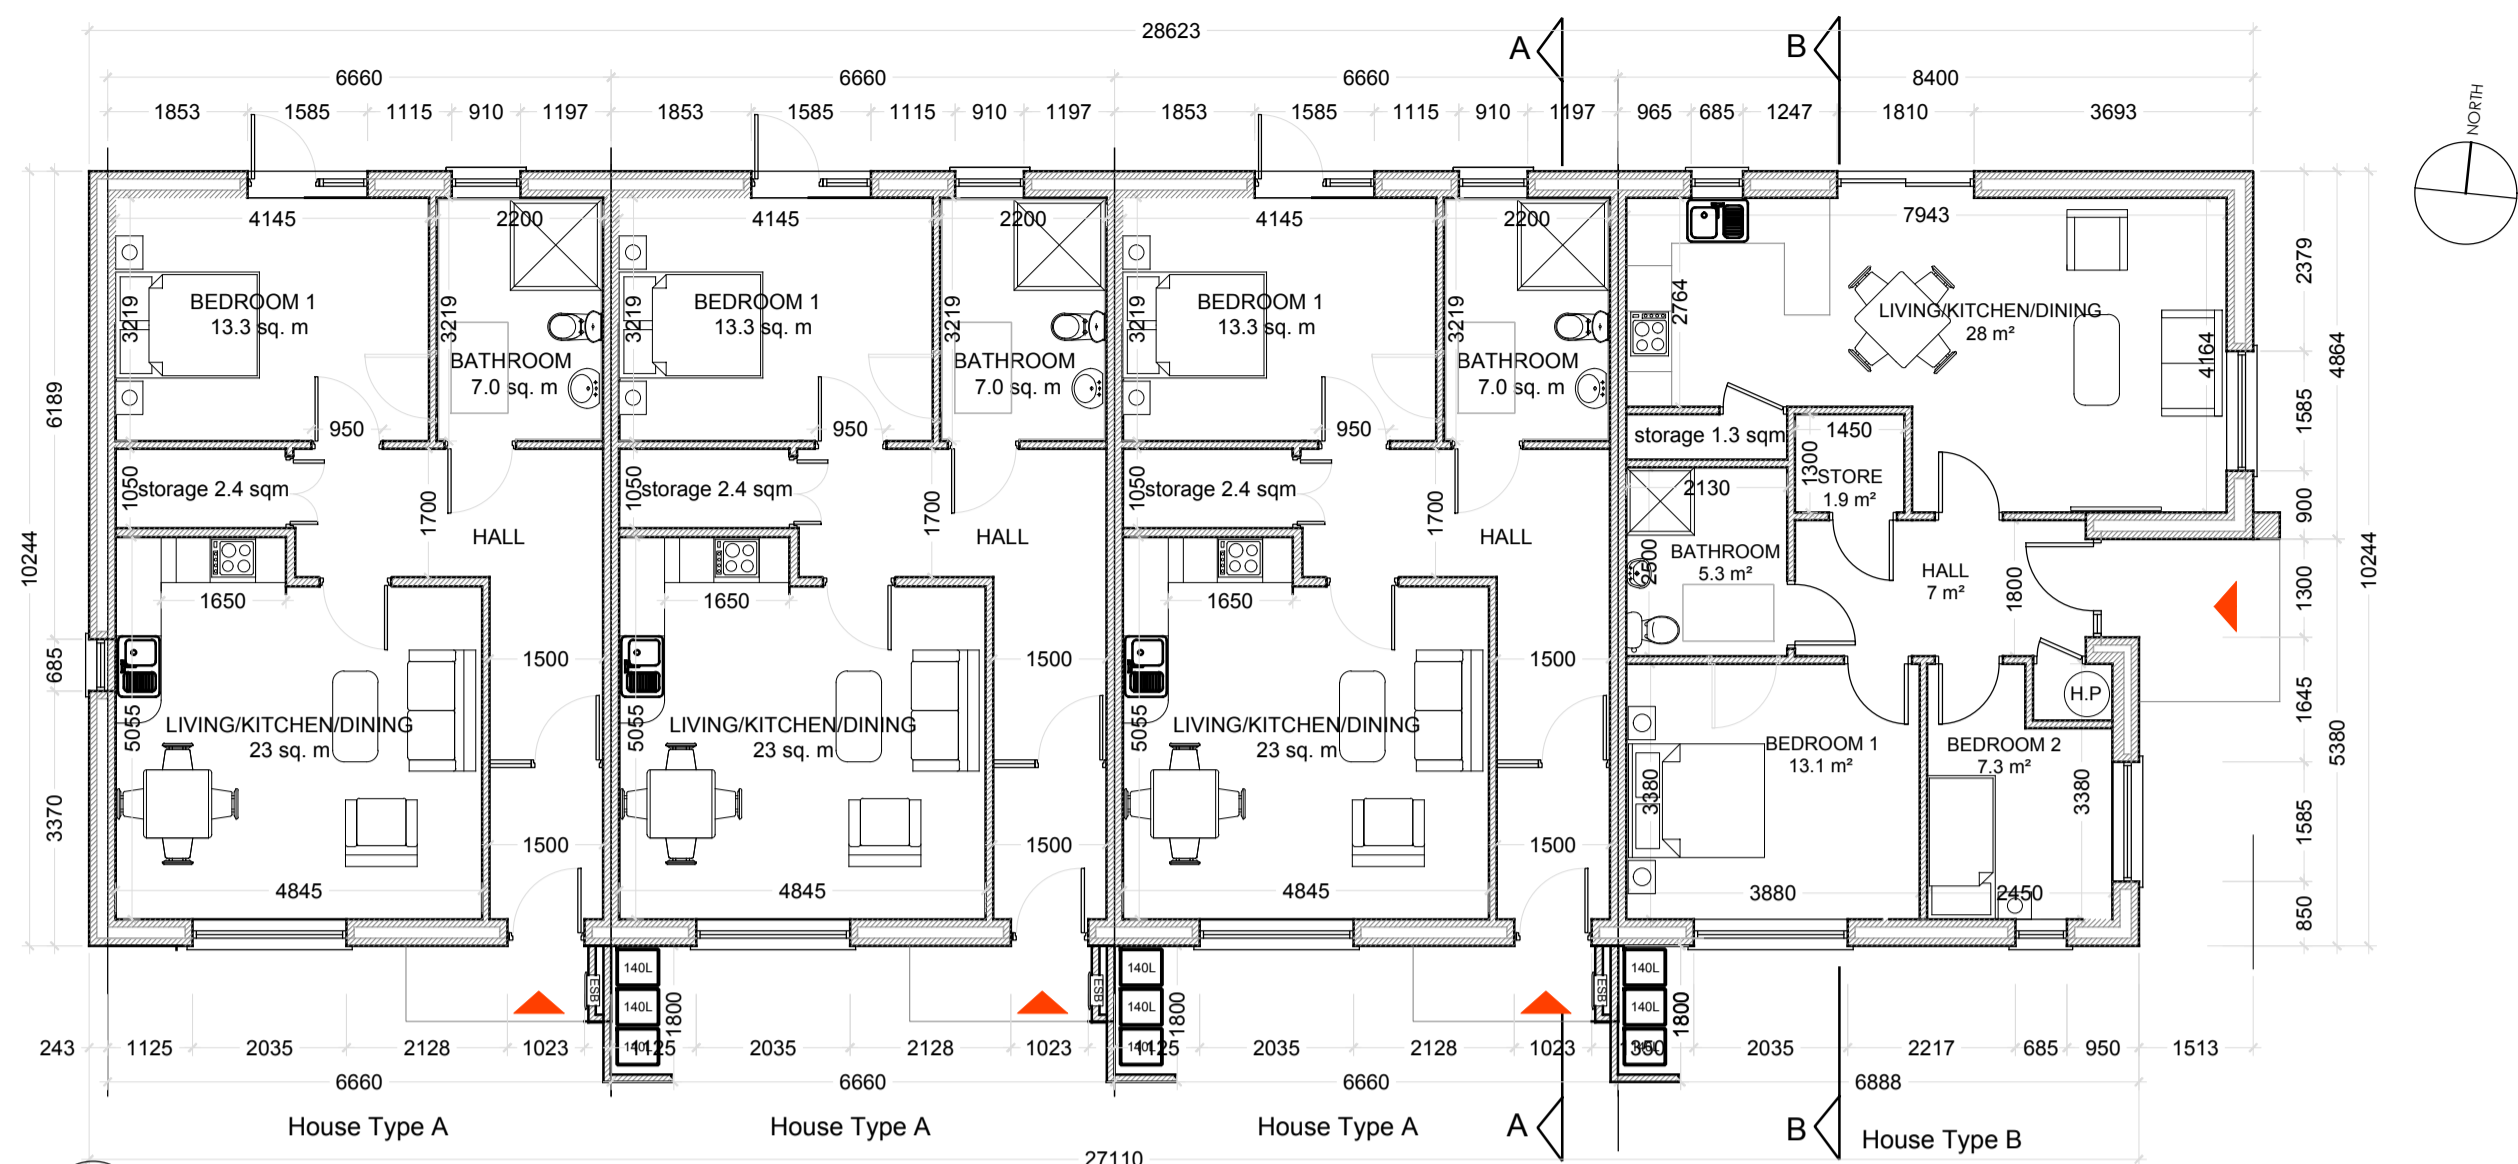 28623
A
B
6660
6660
6660
8400
1853
1585
1115
910
1197
1853
1585
1115
910
1197
1853
1585
1115
910
1197
965
685
1247
1810
3693
NORTH
4145
2200
4145
2200
4145
2200
7943
BEDROOM 1
13.3 sq. m
3219
3219
BATHROOM
7.0 sq. m
BEDROOM 1
13.3 sq. m
3219
3219
BATHROOM
7.0 sq. m
BEDROOM 1
13.3 sq. m
3219
3219
BATHROOM
7.0 sq. m
2764
LIVING/KITCHEN/DINING
28 m²
4164
2379
4864
1585
900
10244
6189
10244
685
3370
950
950
950
storage 2.4 sqm
1050
1700
HALL
storage 2.4 sqm
1050
1700
HALL
storage 2.4 sqm
1050
1700
HALL
storage 1.3 sqm
1450
1300
STORE
1.9 m²
2130
BATHROOM
5.3 m²
2500
HALL
7 m²
1800
1300
1645
5380
1585
850
1650
1500
1650
1500
1650
1500
LIVING/KITCHEN/DINING
23 sq. m
5055
LIVING/KITCHEN/DINING
23 sq. m
5055
LIVING/KITCHEN/DINING
23 sq. m
5055
H.P
BEDROOM 1
13.1 m²
3380
BEDROOM 2
7.3 m²
3380
1500
1500
1500
4845
4845
4845
3880
2450
ESB
140L
140L
140L
1800
ESB
140L
140L
140L
1800
ESB
140L
140L
1800
243
1125
2035
2128
1023
1125
2035
2128
1023
1125
2035
2128
1023
1350
2035
2217
685
950
1513
6660
6660
6660
6888
House Type A
House Type A
House Type A
A
B
House Type B
27110